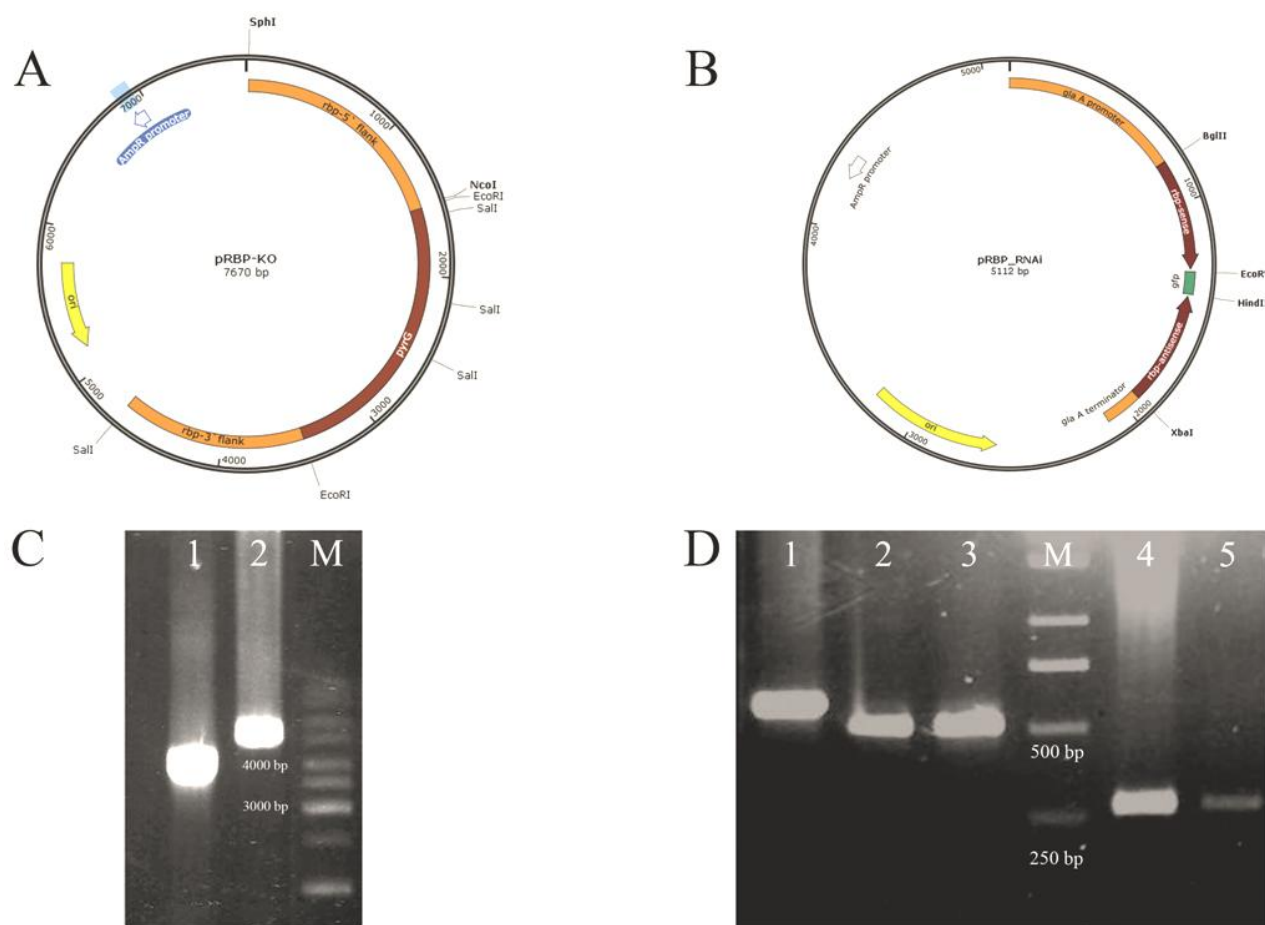 A
SphI
7000
AmpR promoter
rbp-5` flank
1000
NcoI
EcoRI
SalI
6000
pRBP-KO
7670 bp
2000
ori
SalI
pyrG
SalI
5000
3000
rbp-3`flank
SalI
4000
EcoRI
B
5000
gla A promoter
BglII
AmpR promoter
1000
rbp-sense
4000
pRBP_RNAi
5112 bp
gfp
EcoR
HindI
rbp-antisense
gla A terminator
2000
ori
XbaI
3000
C
1 2 M
4000 bp
3000 bp
D
1 2 3 M 4 5
500 bp
250 bp